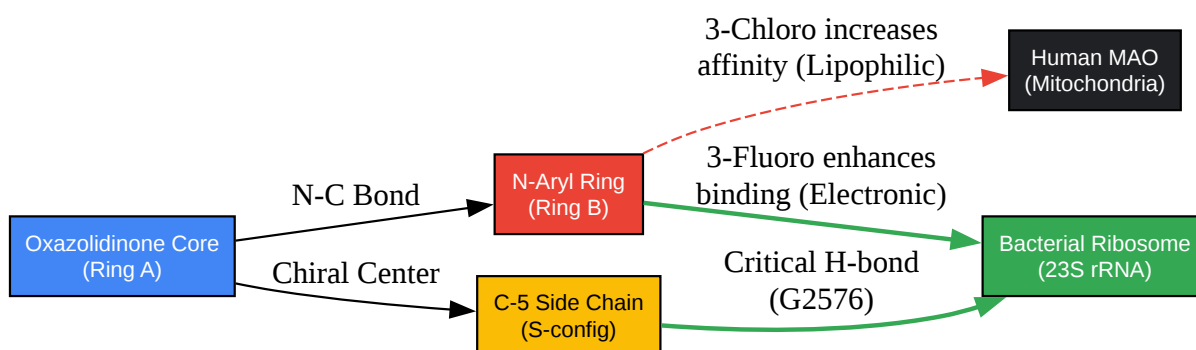 3-Chloro increases
affinity (Lipophilic)
Human MAO
(Mitochondria)
N-C Bond
N-Aryl Ring
(Ring B)
3-Fluoro enhances
binding (Electronic)
Oxazolidinone Core
(Ring A)
Chiral Center
C-5 Side Chain
(S-config)
Critical H-bond
(G2576)
Bacterial Ribosome
(23S rRNA)